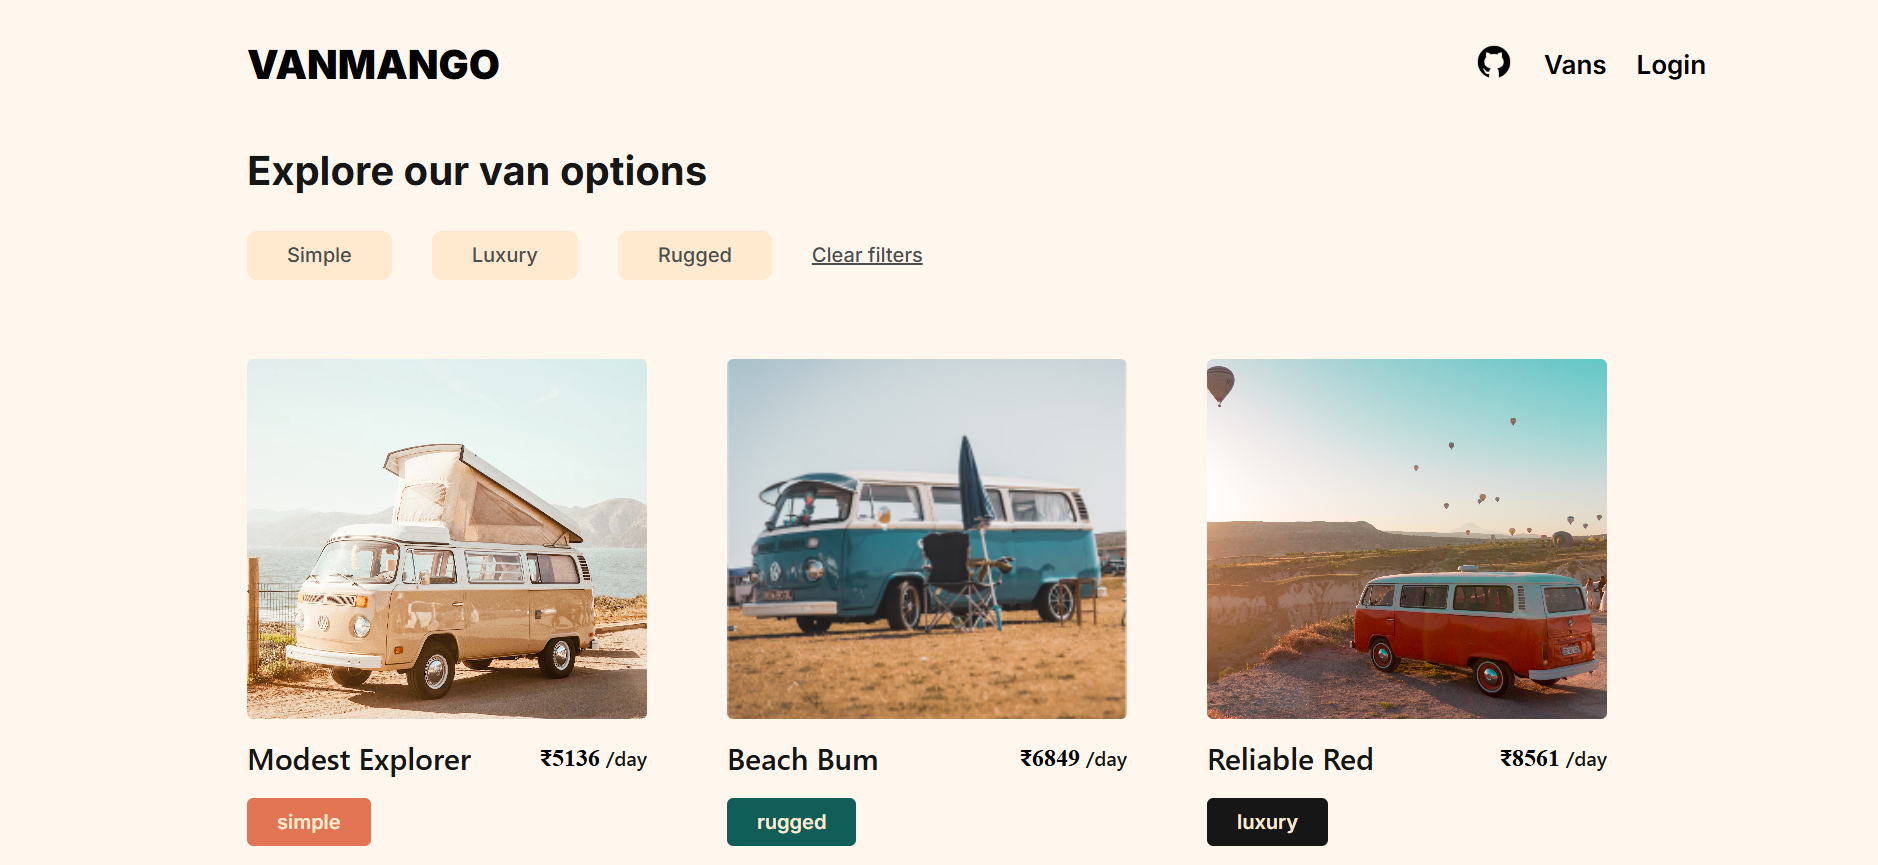 VANMANGO
Vans Login
Explore our van options
Simple Luxury Rugged Clear filters
Modest Explorer ₹5136 /day
Beach Bum ₹6849 /day
Reliable Red ₹8561 /day
simple
rugged
luxury